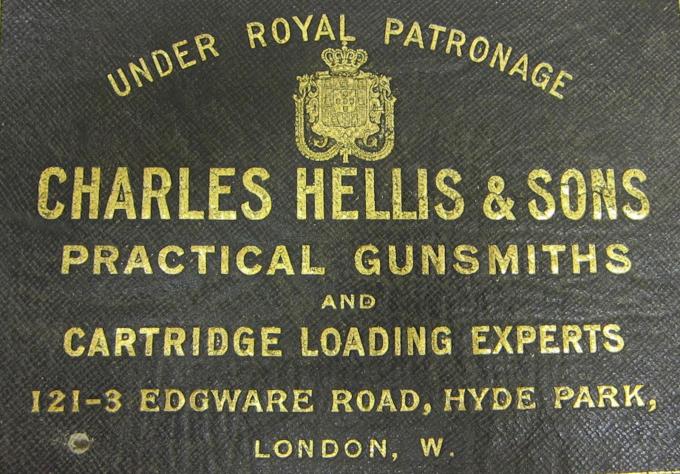 UNDER ROYAL PATRONAGE
CHARLES HELLIS & SONS
PRACTICAL GUNSMITHS
AND
CARTRIDGE LOADING EXPERTS
121-3 EDGWARE ROAD, HYDE PARK,
LONDON, W.